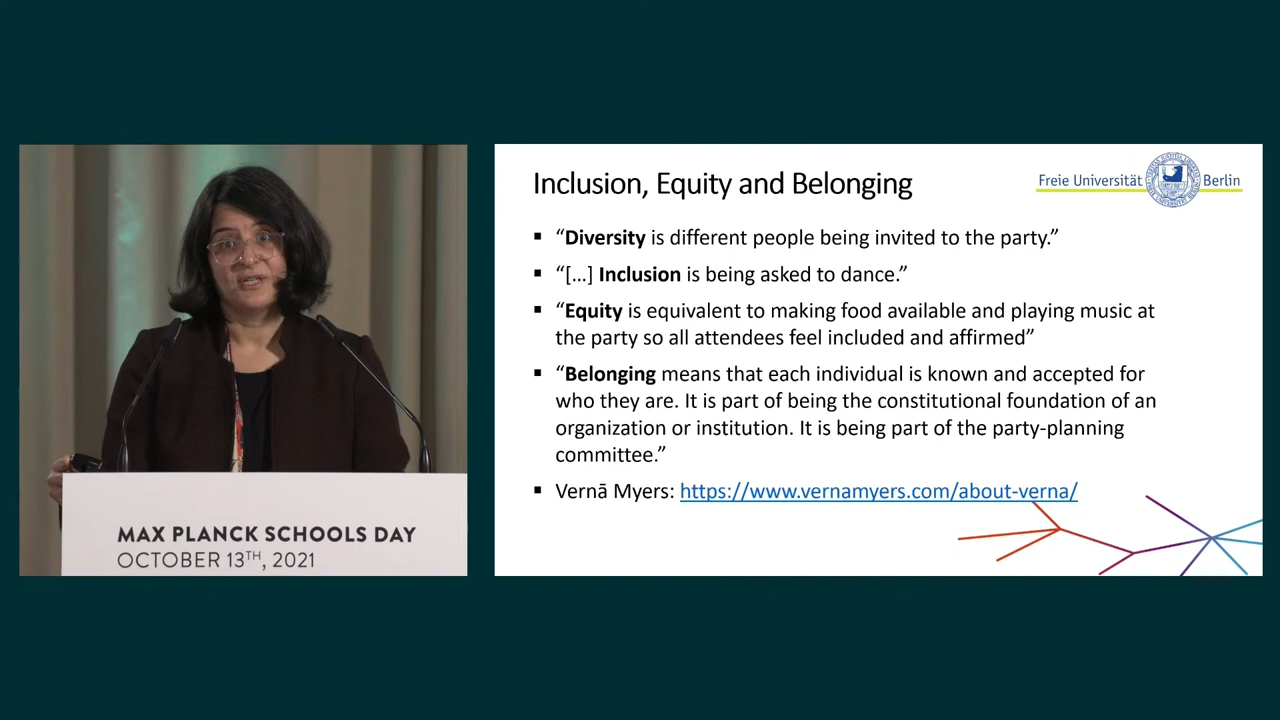 MAX PLANCK SCHOOLS DAY
OCTOBER 13TH, 2021
Inclusion, Equity and Belonging
Freie Universität Berlin
▪ “Diversity is different people being invited to the party.”
▪ “[…] Inclusion is being asked to dance.”
▪ “Equity is equivalent to making food available and playing music at
the party so all attendees feel included and affirmed”
▪ “Belonging means that each individual is known and accepted for
who they are. It is part of being the constitutional foundation of an
organization or institution. It is being part of the party-planning
committee.”
▪ Vernā Myers: https://www.vernamyers.com/about-verna/